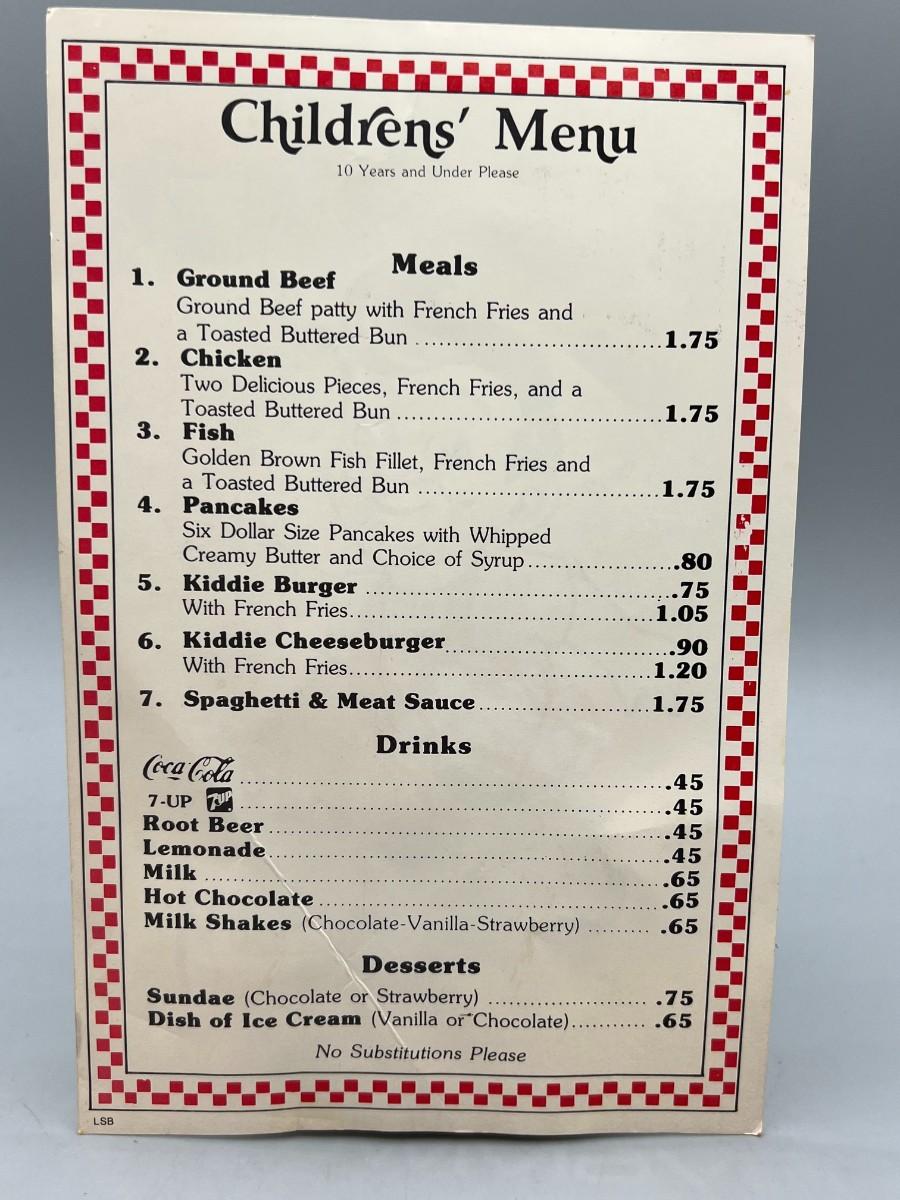 Childrens' Menu
10 Years and Under Please
Meals
1. Ground Beef
Ground Beef patty with French Fries and
a Toasted Buttered Bun ........................ 1.75
2. Chicken
Two Delicious Pieces, French Fries, and a
Toasted Buttered Bun ........................ 1.75
3. Fish
Golden Brown Fish Fillet, French Fries and
a Toasted Buttered Bun ........................ 1.75
4. Pancakes
Six Dollar Size Pancakes with Whipped
Creamy Butter and Choice of Syrup ........................ .80
5. Kiddie Burger ........................ .75
With French Fries ........................ 1.05
6. Kiddie Cheeseburger ........................ .90
With French Fries ........................ 1.20
7. Spaghetti & Meat Sauce ........................ 1.75
Drinks
Coca-Cola ........................ .45
7-UP 7UP ........................ .45
Root Beer ........................ .45
Lemonade ........................ .45
Milk ........................ .65
Hot Chocolate ........................ .65
Milk Shakes (Chocolate-Vanilla-Strawberry) ......... .65
Desserts
Sundae (Chocolate or Strawberry) ........................ .75
Dish of Ice Cream (Vanilla or Chocolate) ........... .65
No Substitutions Please
LSB